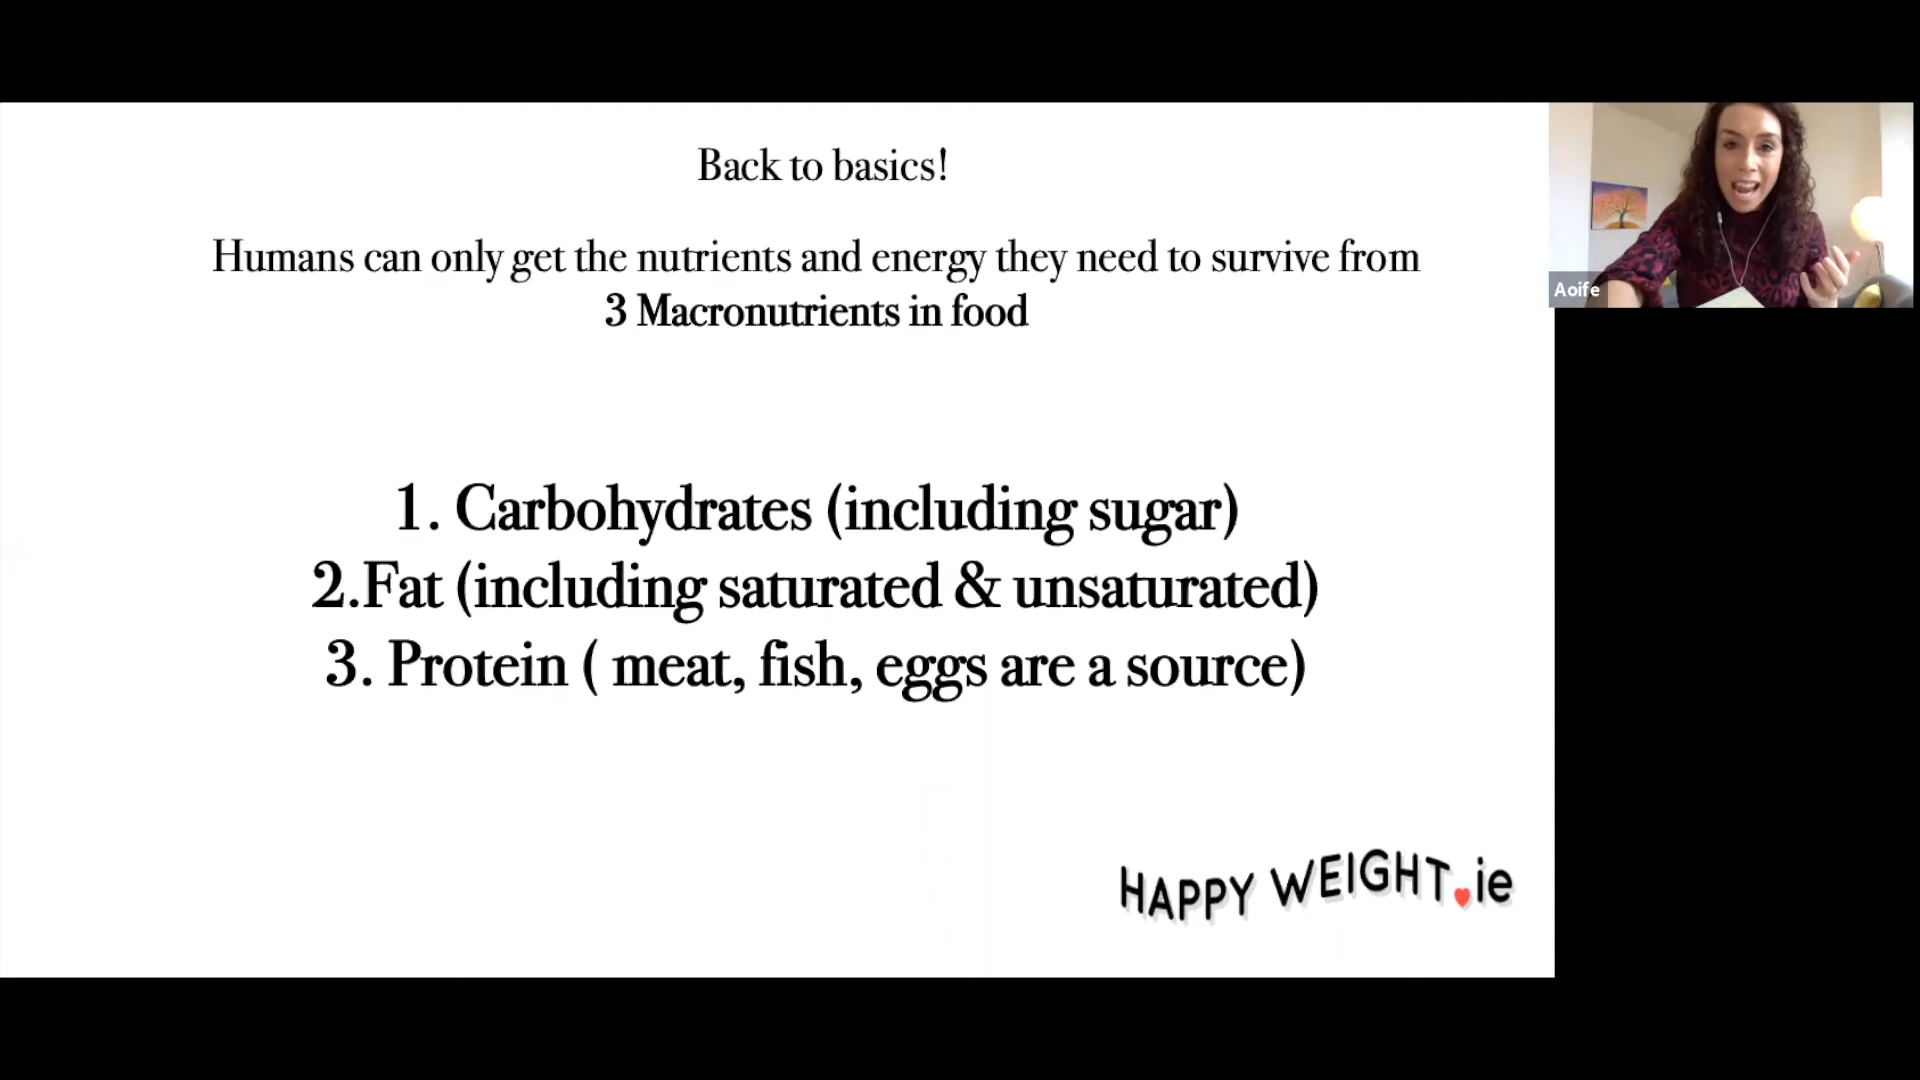 Back to basics!
Humans can only get the nutrients and energy they need to survive from
3 Macronutrients in food
1. Carbohydrates (including sugar)
2.Fat (including saturated & unsaturated)
3. Protein ( meat, fish, eggs are a source)
HAPPY WEIGHT.ie
Aoife